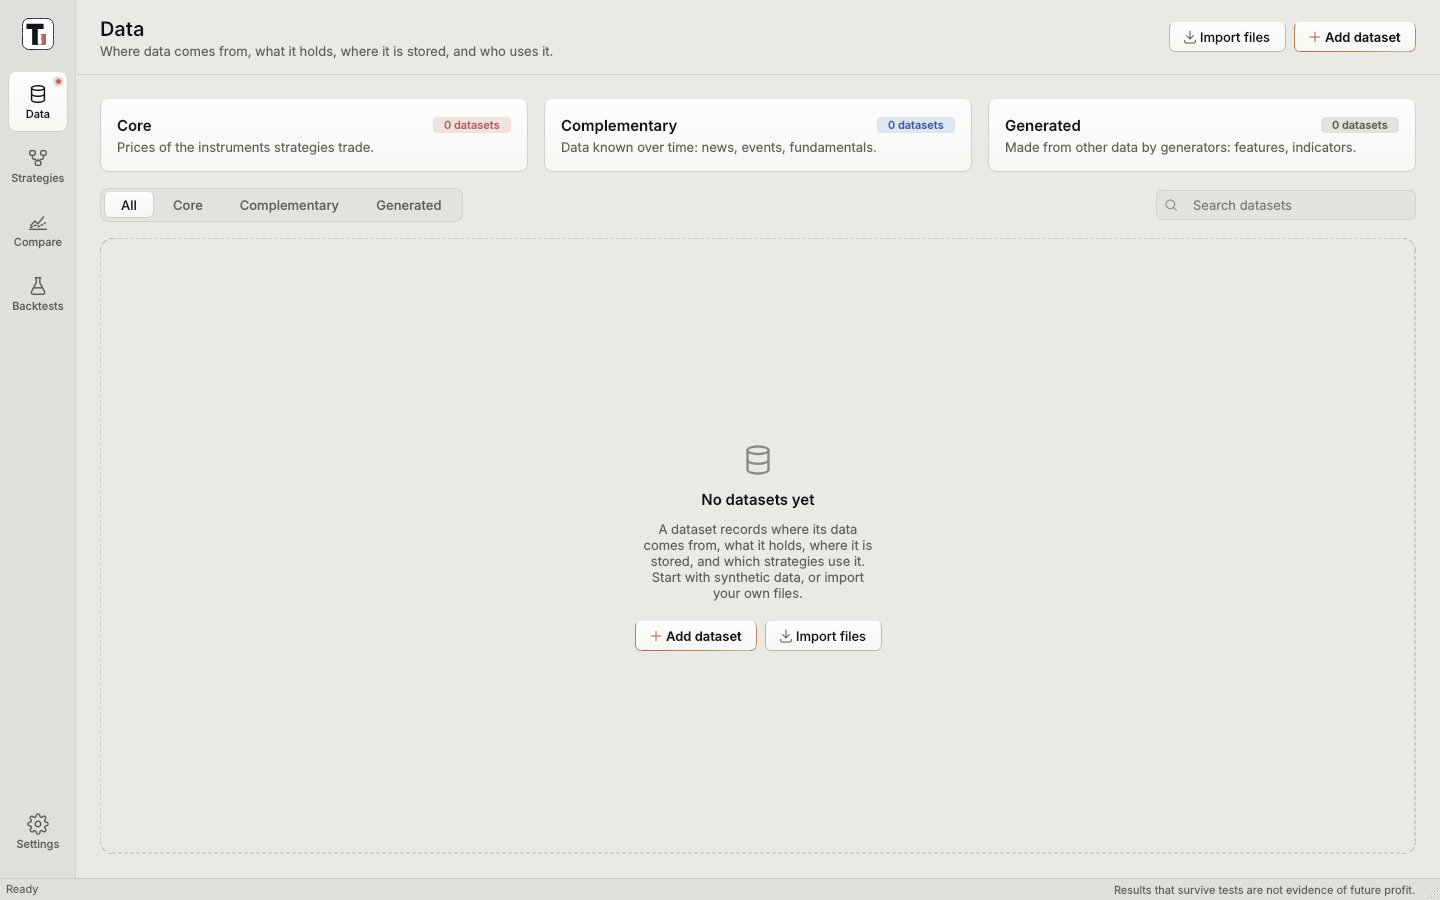 Ti
Data
Where data comes from, what it holds, where it is stored, and who uses it.
Import files
Add dataset
Data
Strategies
Compare
Backtests
Settings
Core
0 datasets
Prices of the instruments strategies trade.
Complementary
0 datasets
Data known over time: news, events, fundamentals.
Generated
0 datasets
Made from other data by generators: features, indicators.
All
Core
Complementary
Generated
Search datasets
No datasets yet
A dataset records where its data
comes from, what it holds, where it is
stored, and which strategies use it.
Start with synthetic data, or import
your own files.
Add dataset
Import files
Ready
Results that survive tests are not evidence of future profit.